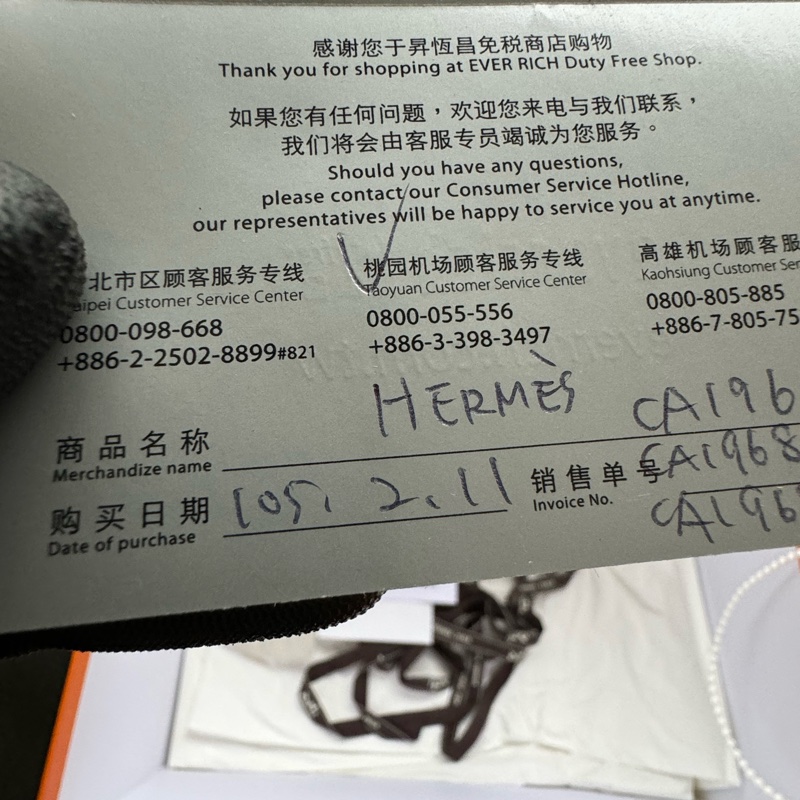 感谢您于昇恆昌免税商店购物
Thank you for shopping at EVER RICH Duty Free Shop.
如果您有任何问题，欢迎您来电与我们联系，
我们将会由客服专员竭诚为您服务。
Should you have any questions,
please contact our Consumer Service Hotline,
our representatives will be happy to service you at anytime.
北市区顾客服务专线
aipei Customer Service Center
0800-098-668
+886-2-2502-8899#821
桃园机场顾客服务专线
Taoyuan Customer Service Center
0800-055-556
+886-3-398-3497
高雄机场顾客服
Kaohsiung Customer Ser
0800-805-885
+886-7-805-75
商品名称 HERMÈS
Merchandize name
购买日期 105. 2. 11
Date of purchase
销售单号
Invoice No.
CA196
CA1968
CA196